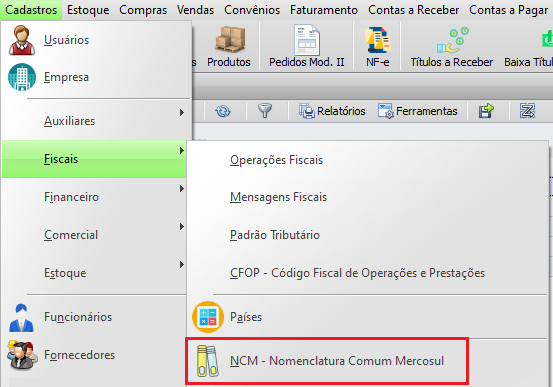 Cadastros Estoque Compras Vendas Convênios Faturamento Contas a Receber Contas a Pagar
Usuários
Produtos Pedidos Mod. II NF-e Títulos a Receber Baixa Títu
Empresa
Relatórios Ferramentas
Auxiliares
Fiscais
Operações Fiscais
Financeiro
Mensagens Fiscais
Comercial
Padrão Tributário
Estoque
CFOP - Código Fiscal de Operações e Prestações
Funcionários
Países
Fornecedores
NCM - Nomenclatura Comum Mercosul